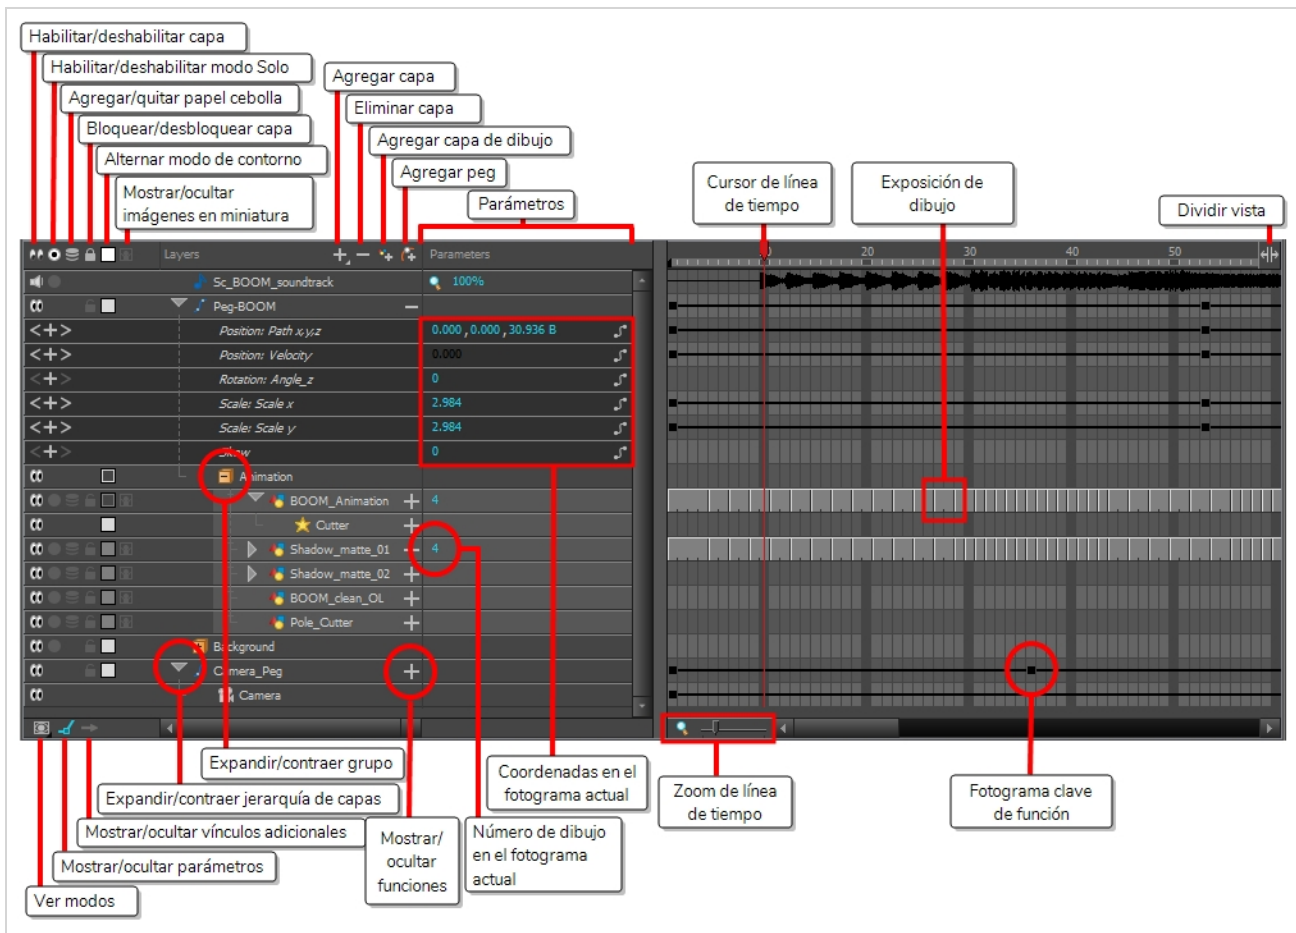 Habilitar/deshabilitar capa
Habilitar/deshabilitar modo Solo
Agregar/quitar papel cebolla
Bloquear/desbloquear capa
Alternar modo de contorno
Mostrar/ocultar
imágenes en miniatura
Agregar capa
Eliminar capa
Agregar capa de dibujo
Agregar peg
Parámetros
Cursor de línea
de tiempo
Exposición de
dibujo
Dividir vista
Layers
Parameters
20
30
40
50
Sc_BOOM_soundtrack
100%
Peg-BOOM
Position: Path x,y,z
0.000 , 0.000 , 30.936 B
Position: Velocity
0.000
Rotation: Angle_z
0
Scale: Scale x
2.984
Scale: Scale y
2.984
Skew
0
Animation
BOOM_Animation
4
Cutter
Shadow_matte_01
4
Shadow_matte_02
BOOM_clean_OL
Pole_Cutter
Background
Camera_Peg
Camera
Expandir/contraer grupo
Expandir/contraer jerarquía de capas
Mostrar/ocultar vínculos adicionales
Mostrar/ocultar parámetros
Ver modos
Mostrar/
ocultar
funciones
Coordenadas en el
fotograma actual
Número de dibujo
en el fotograma
actual
Zoom de línea
de tiempo
Fotograma clave
de función